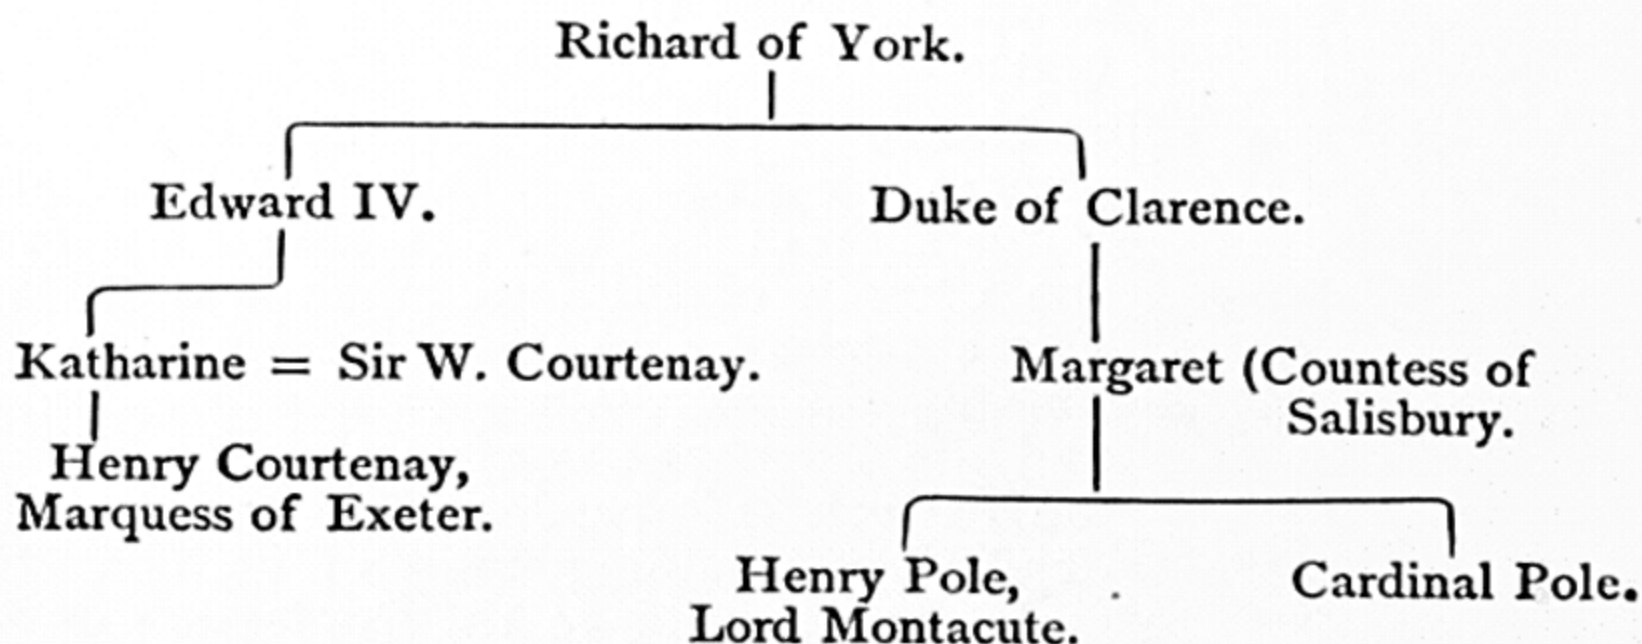 Richard of York.
Edward IV.
Duke of Clarence.
Katharine = Sir W. Courtenay.
Margaret (Countess of
Salisbury.
Henry Courtenay,
Marquess of Exeter.
Henry Pole,
Lord Montacute.
Cardinal Pole.